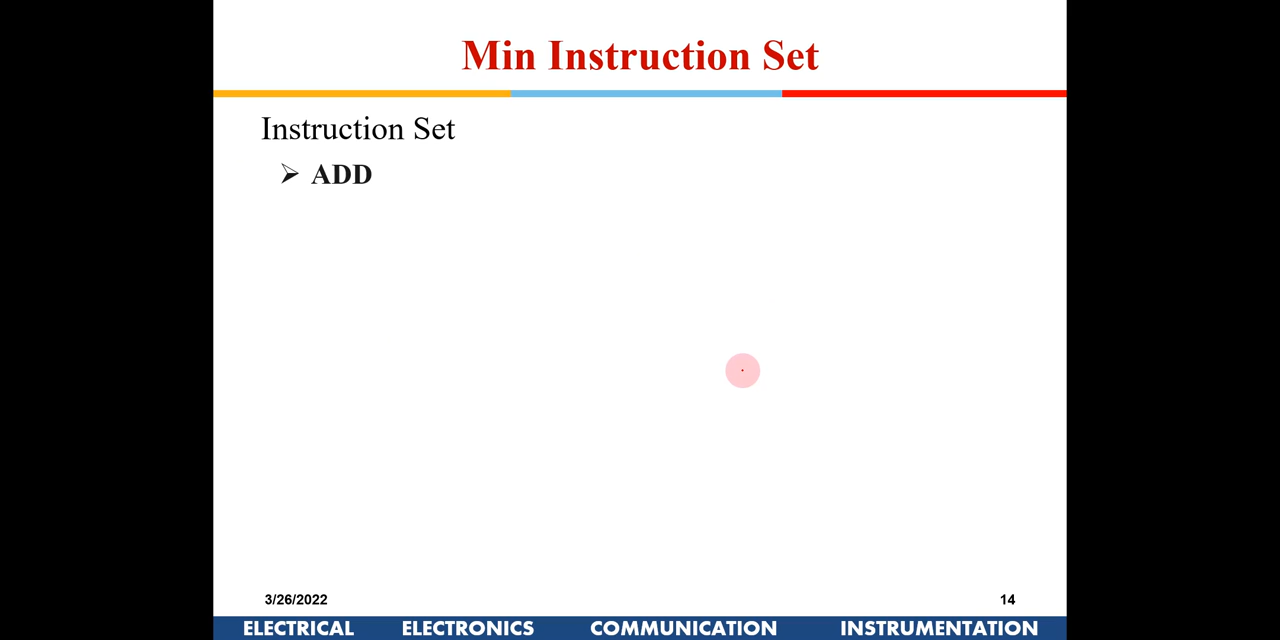 Min Instruction Set
Instruction Set
➢ ADD
3/26/2022
14
ELECTRICAL ELECTRONICS COMMUNICATION INSTRUMENTATION